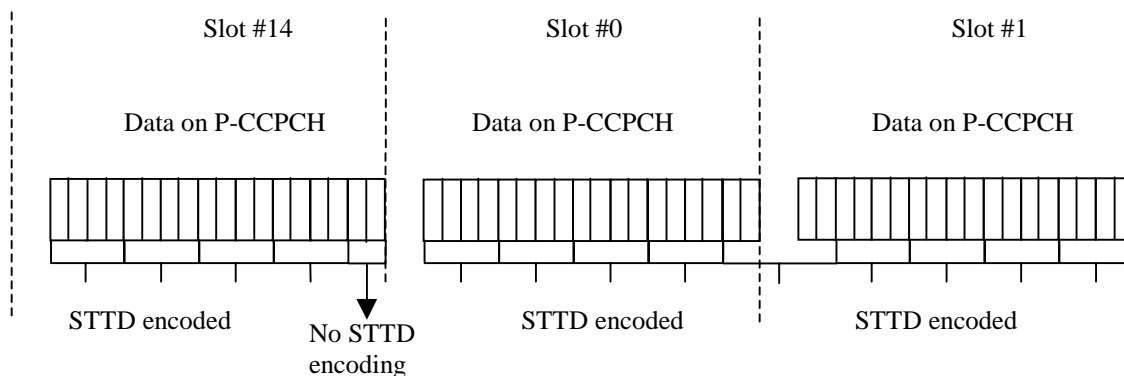 Slot #14 Slot #0 Slot #1
Data on P-CCPCH Data on P-CCPCH Data on P-CCPCH
STTD encoded STTD encoded STTD encoded
No STTD
encoding